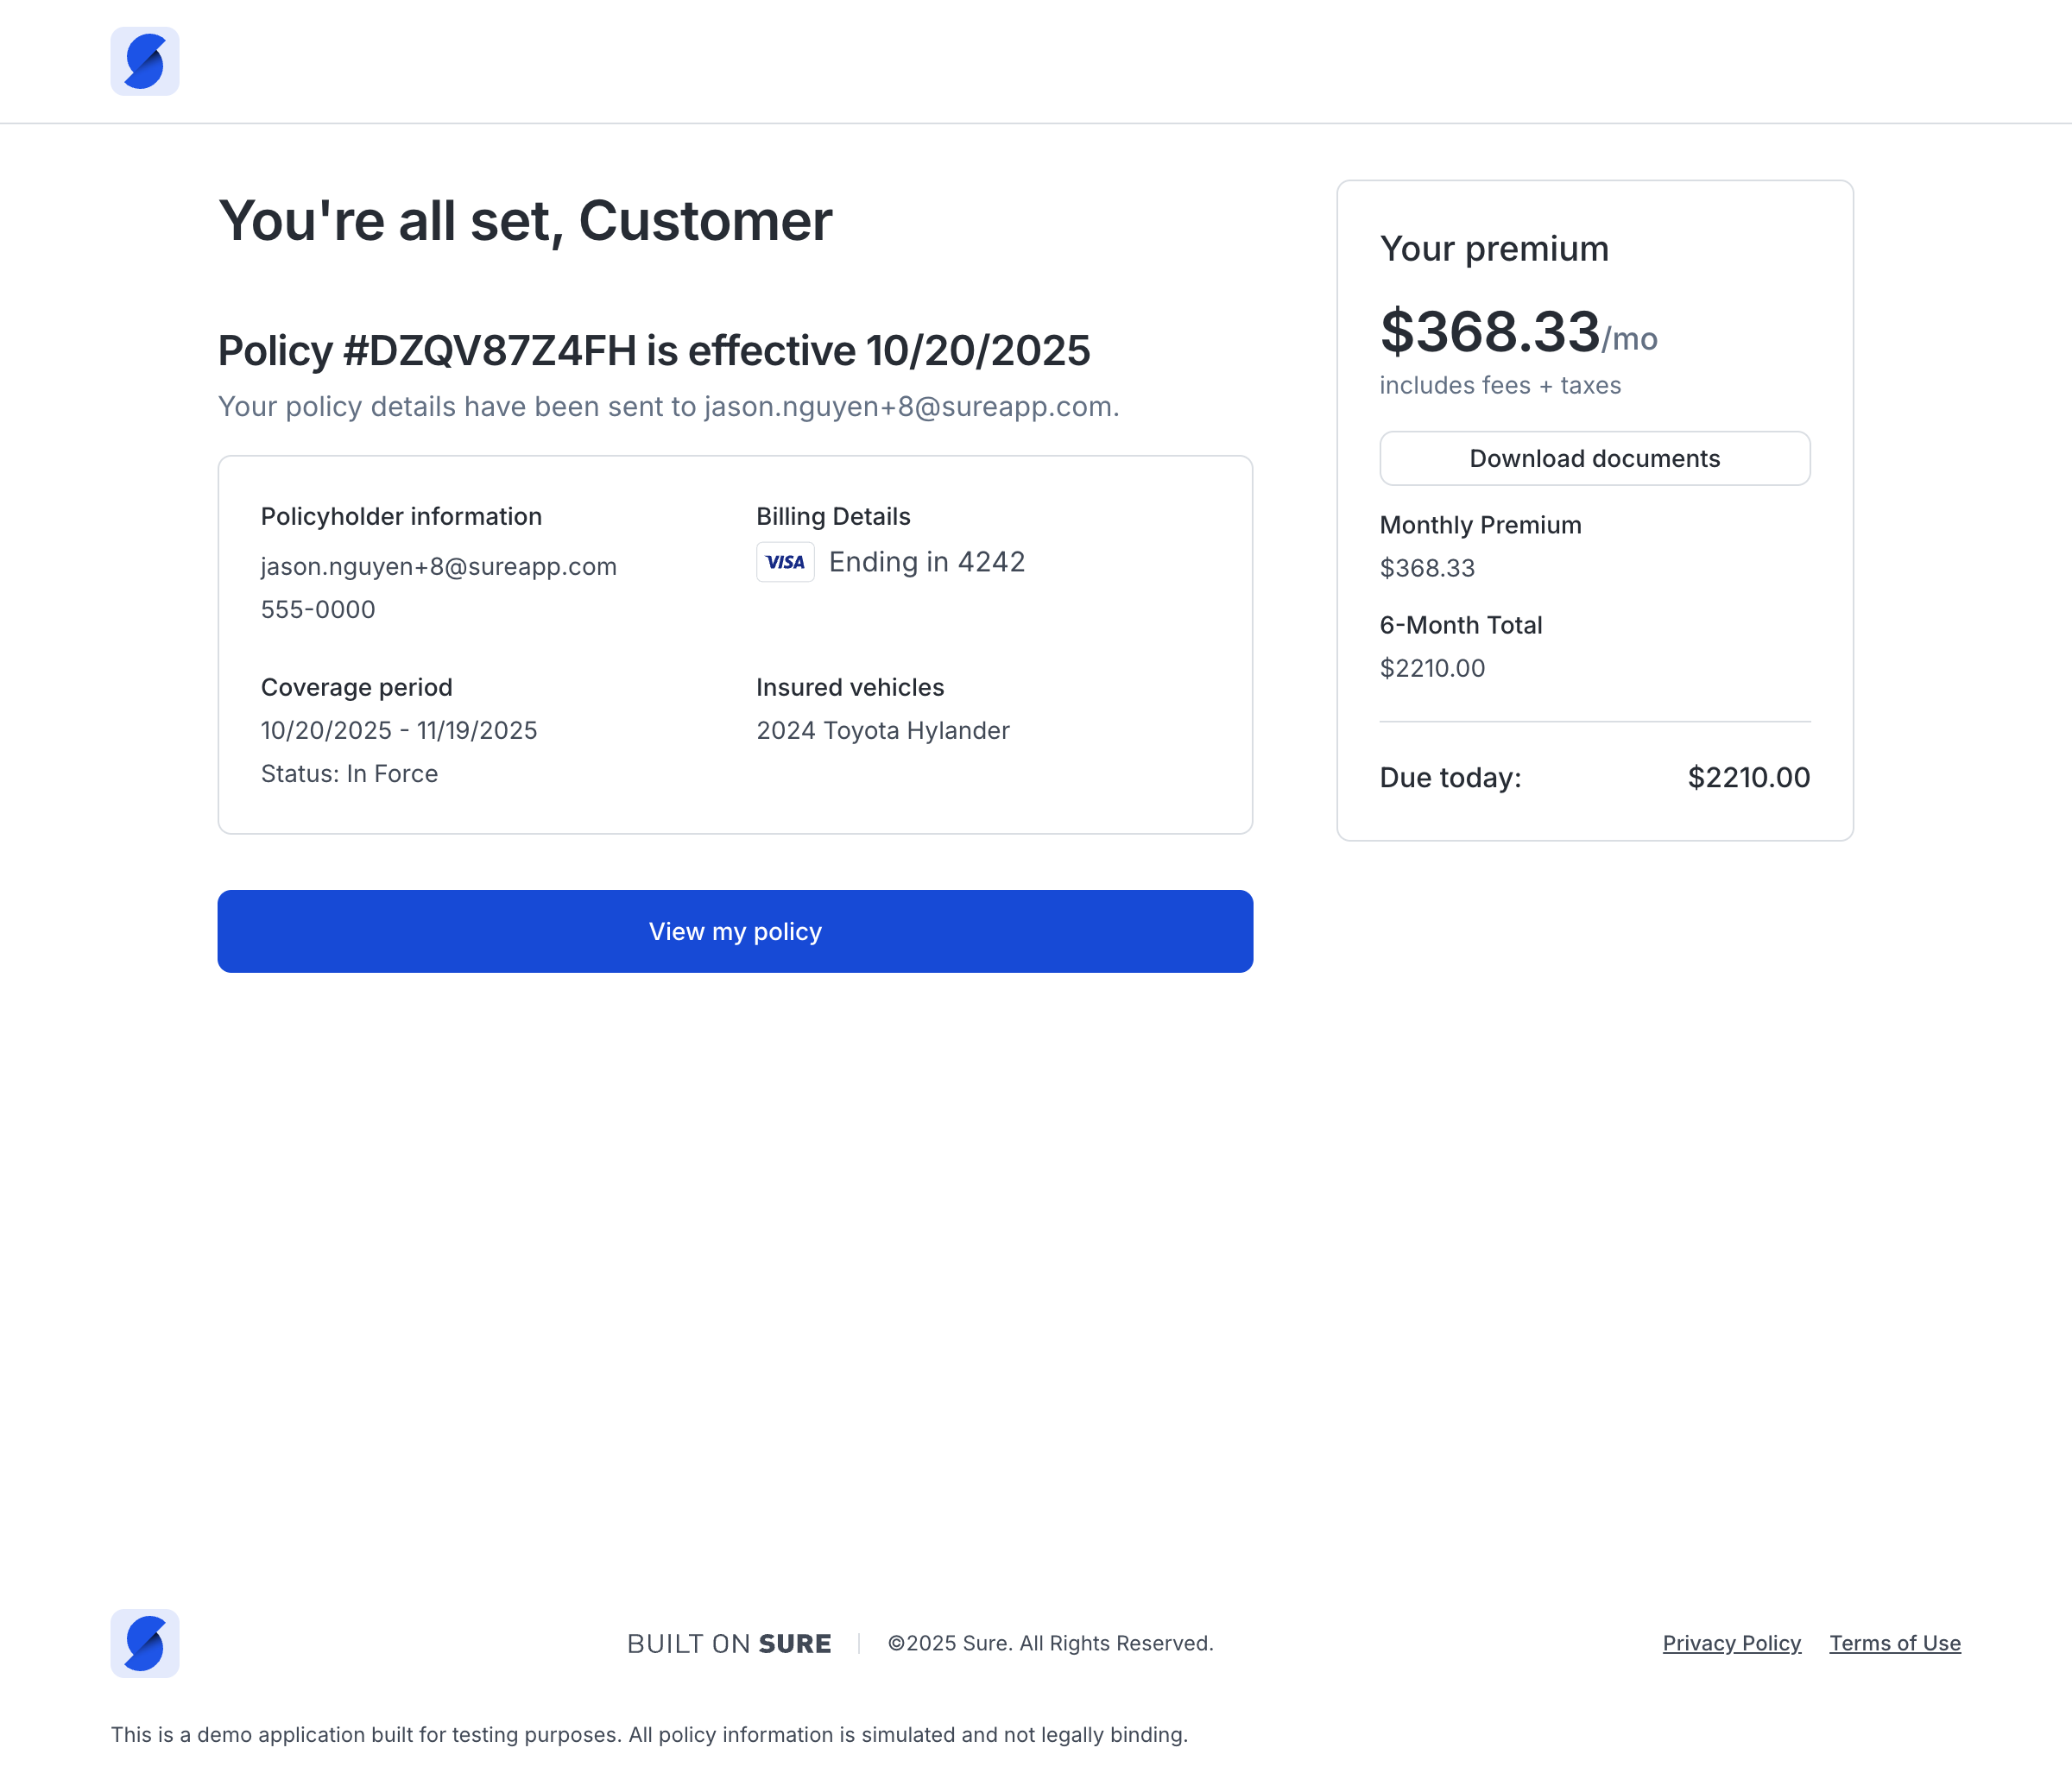 You're all set, Customer
Policy #DZQV87Z4FH is effective 10/20/2025
Your policy details have been sent to jason.nguyen+8@sureapp.com.
Policyholder information
jason.nguyen+8@sureapp.com
555-0000
Billing Details
VISA Ending in 4242
Coverage period
10/20/2025 - 11/19/2025
Status: In Force
Insured vehicles
2024 Toyota Hylander
View my policy
Your premium
$368.33/mo
includes fees + taxes
Download documents
Monthly Premium
$368.33
6-Month Total
$2210.00
Due today: $2210.00
BUILT ON SURE
©2025 Sure. All Rights Reserved.
Privacy Policy
Terms of Use
This is a demo application built for testing purposes. All policy information is simulated and not legally binding.